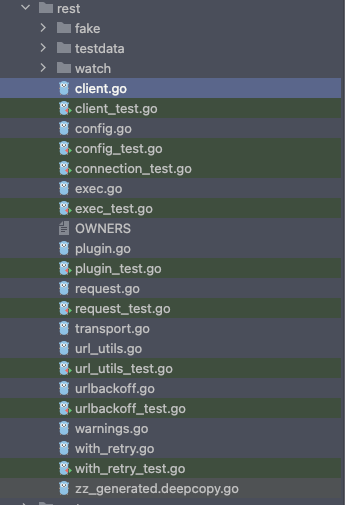 rest
fake
testdata
watch
client.go
client_test.go
config.go
config_test.go
connection_test.go
exec.go
exec_test.go
OWNERS
plugin.go
plugin_test.go
request.go
request_test.go
transport.go
url_utils.go
url_utils_test.go
urlbackoff.go
urlbackoff_test.go
warnings.go
with_retry.go
with_retry_test.go
zz_generated.deepcopy.go